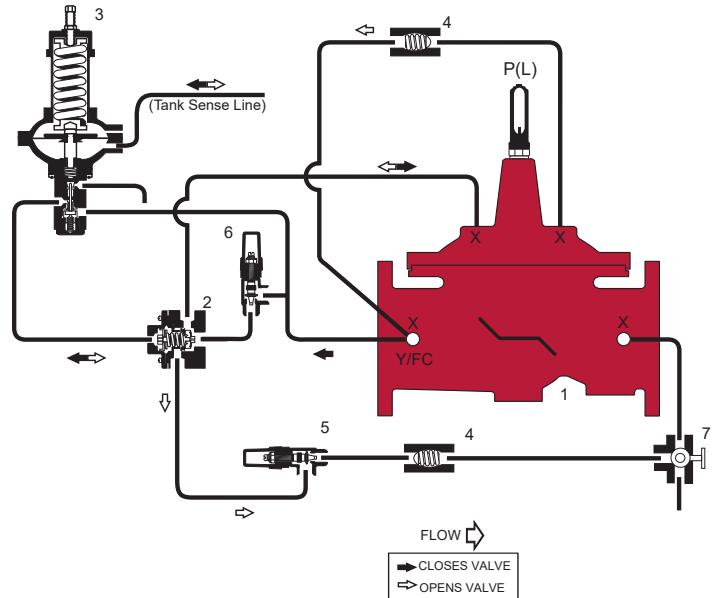 3
4
P(L)
(Tank Sense Line)
X
X
6
2
X
X
Y/FC
1
5
4
7
FLOW
CLOSES VALVE
OPENS VALVE